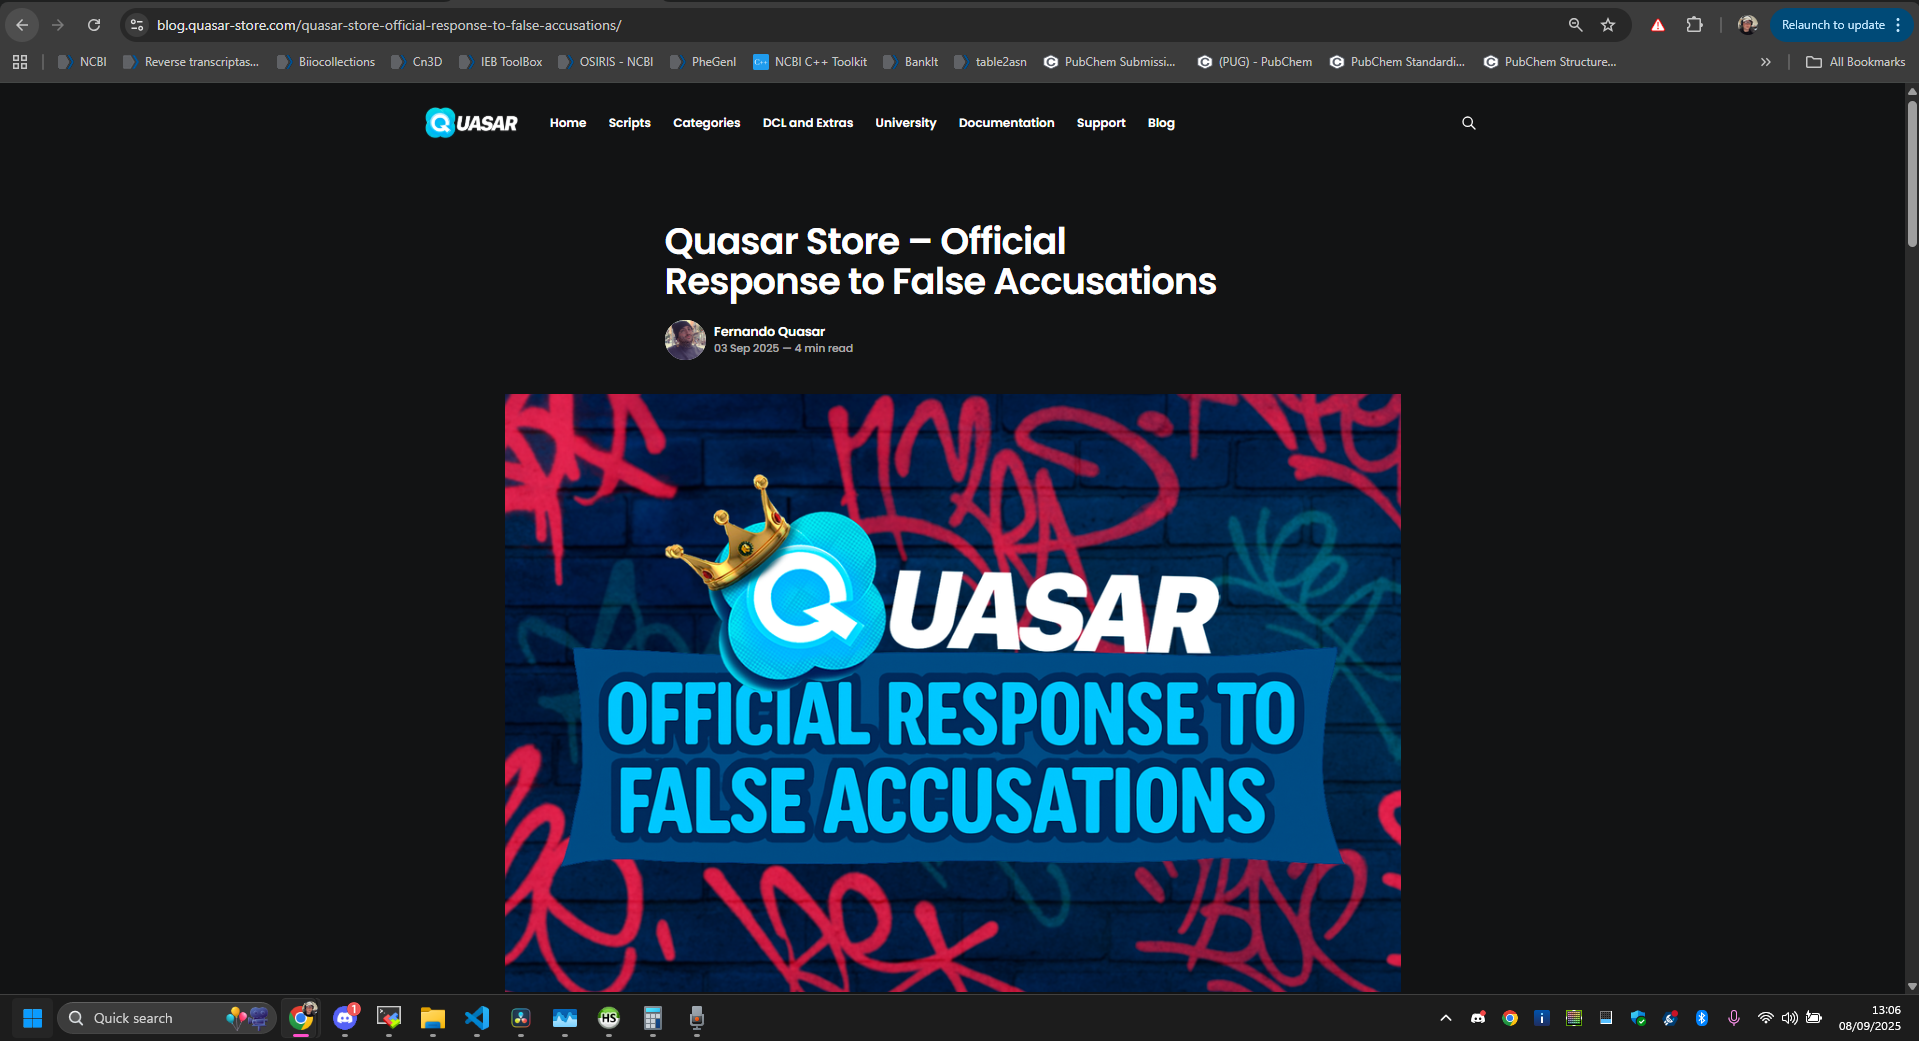 blog.quasar-store.com/quasar-store-official-response-to-false-accusations/
Relaunch to update
NCBI
Reverse transcriptas...
Biiocollections
Cn3D
IEB ToolBox
OSIRIS - NCBI
PheGenI
C++
NCBI C++ Toolkit
BankIt
table2asn
PubChem Submissi...
(PUG) - PubChem
PubChem Standardi...
PubChem Structure...
All Bookmarks
QUASAR
Home
Scripts
Categories
DCL and Extras
University
Documentation
Support
Blog
Quasar Store – Official
Response to False Accusations
Fernando Quasar
03 Sep 2025 — 4 min read
QUASAR
OFFICIAL RESPONSE TO
FALSE ACCUSATIONS
Quick search
1
HS
13:06
08/09/2025